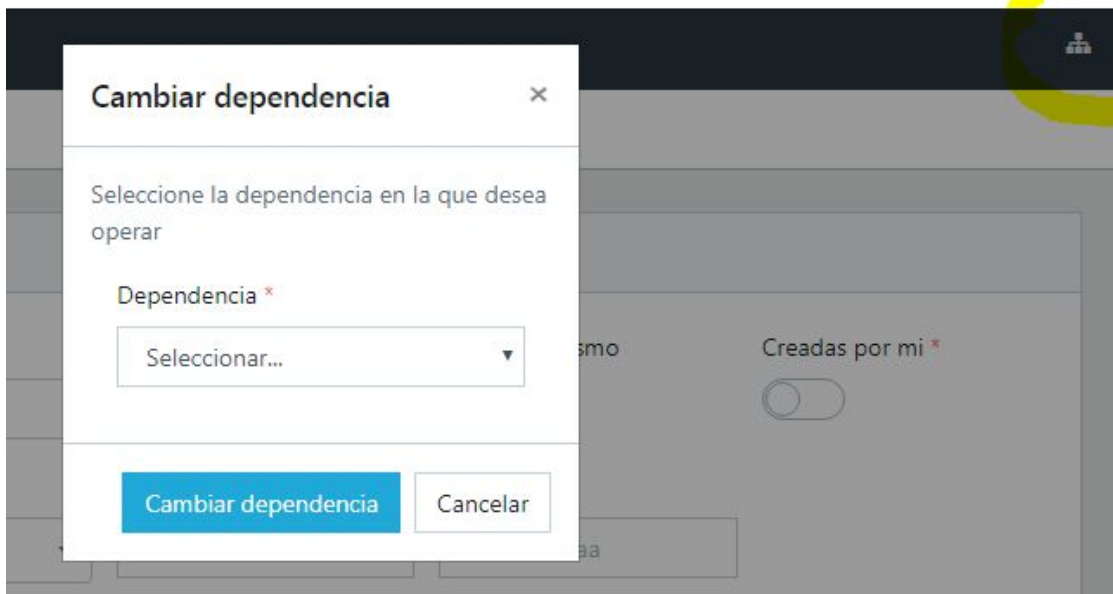 Cambiar dependencia ×
Seleccione la dependencia en la que desea
operar
Dependencia *
Seleccionar...
smo
Creadas por mi *
Cambiar dependencia
Cancelar
aa